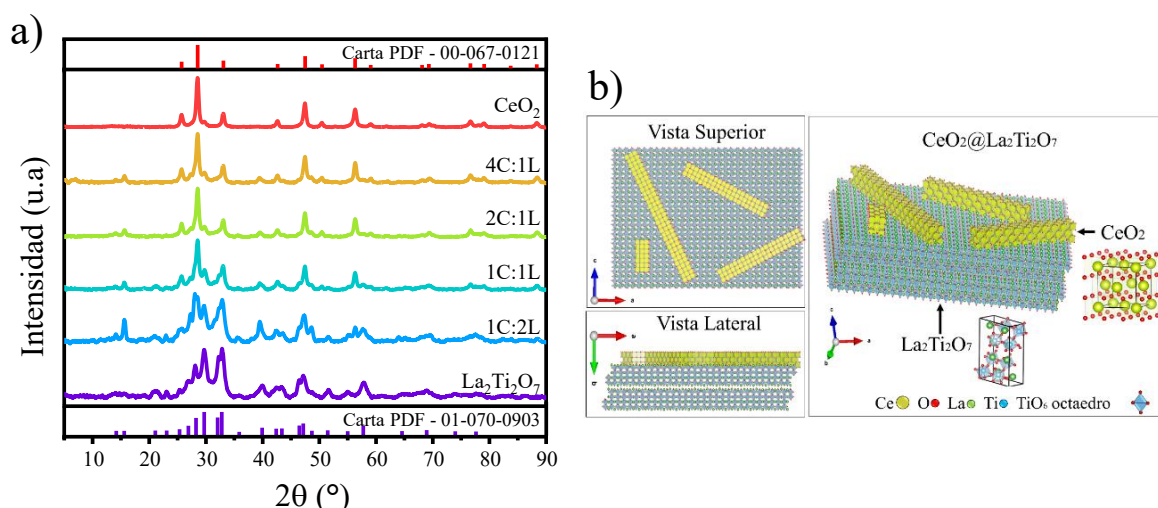 a)
Carta PDF - 00-067-0121
CeO₂
4C:1L
2C:1L
1C:1L
1C:2L
La₂Ti₂O₇
Carta PDF - 01-070-0903
Intensidad (u.a)
10 20 30 40 50 60 70 80 90
2θ (°)
b)
Vista Superior
c
a
Vista Lateral
CeO₂@La₂Ti₂O₇
CeO₂
La₂Ti₂O₇
c
a
b
Ce O La Ti TiO₆ octaedro